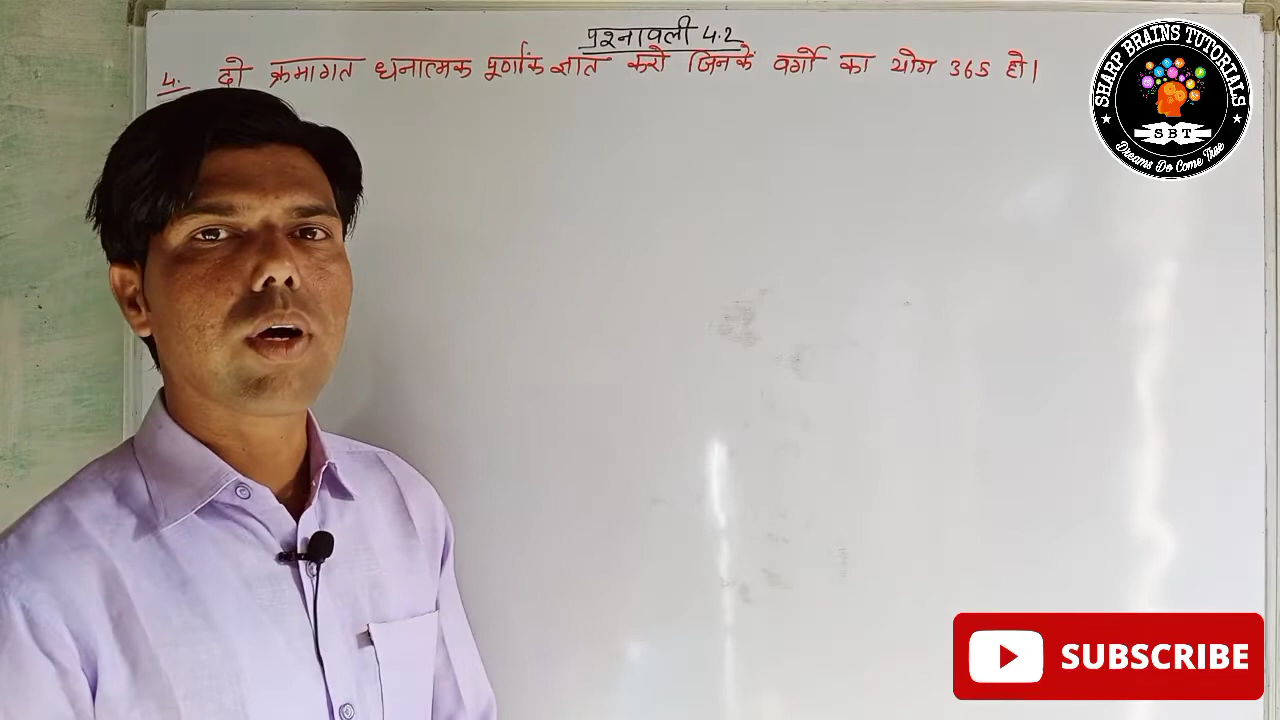 प्रश्नावली 4.2
4. दो क्रमागत धनात्मक पूर्णांक ज्ञात करो जिनके वर्गों का योग 365 हो।
SHARP BRAINS TUTORIALS
SBT
Dreams Do Come True
SUBSCRIBE